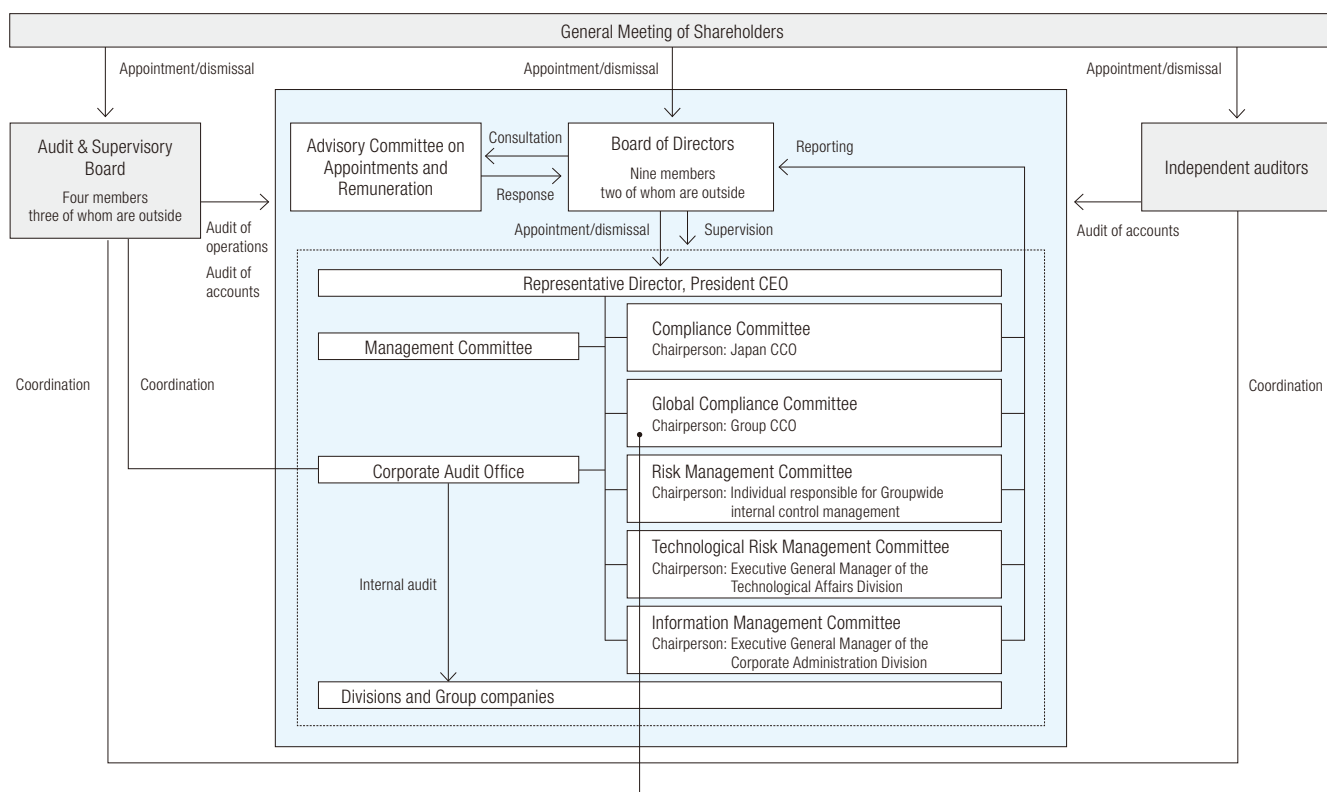 General Meeting of Shareholders
Appointment/dismissal
Appointment/dismissal
Appointment/dismissal
Audit & Supervisory
Board
Four members
three of whom are outside
Advisory Committee on
Appointments and
Remuneration
Consultation
Response
Board of Directors
Nine members
two of whom are outside
Reporting
Independent auditors
Audit of
operations
Audit of
accounts
Appointment/dismissal
Supervision
Audit of accounts
Representative Director, President CEO
Management Committee
Compliance Committee
Chairperson: Japan CCO
Coordination
Coordination
Coordination
Global Compliance Committee
Chairperson: Group CCO
Corporate Audit Office
Risk Management Committee
Chairperson: Individual responsible for Groupwide
internal control management
Technological Risk Management Committee
Chairperson: Executive General Manager of the
Technological Affairs Division
Internal audit
Information Management Committee
Chairperson: Executive General Manager of the
Corporate Administration Division
Divisions and Group companies